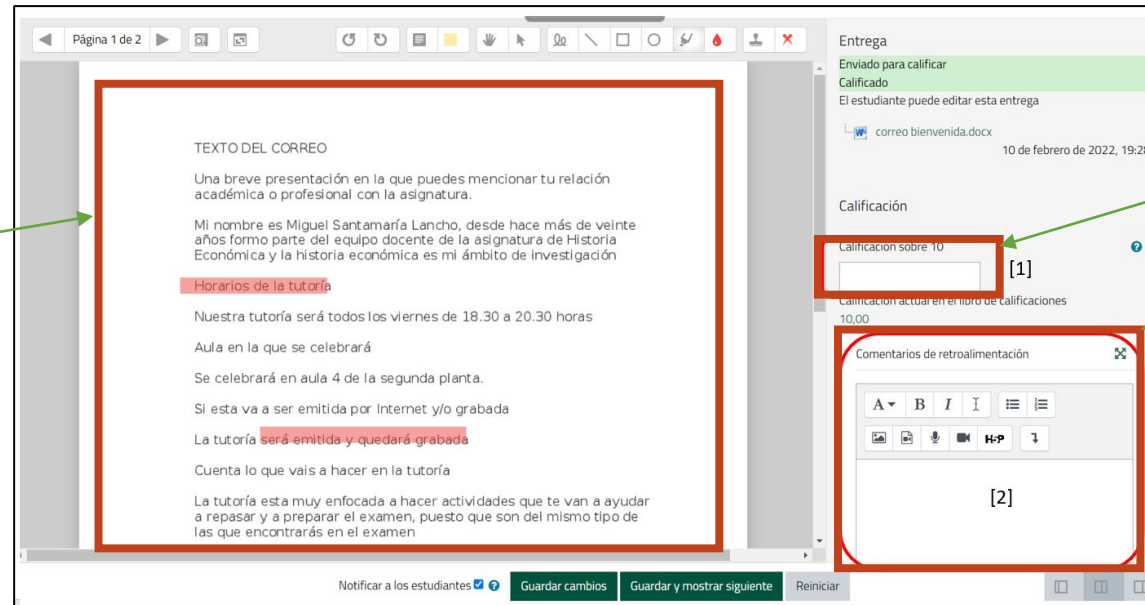 Página 1 de 2
TEXTO DEL CORREO
Una breve presentación en la que puedes mencionar tu relación
académica o profesional con la asignatura.
Mi nombre es Miguel Santamaría Lancho, desde hace más de veinte
años formo parte del equipo docente de la asignatura de Historia
Económica y la historia económica es mi ámbito de investigación
Horarios de la tutoría
Nuestra tutoría será todos los viernes de 18.30 a 20.30 horas
Aula en la que se celebrará
Se celebrará en aula 4 de la segunda planta.
Si esta va a ser emitida por Internet y/o grabada
La tutoría será emitida y quedará grabada
Cuenta lo que vais a hacer en la tutoría
La tutoría esta muy enfocada a hacer actividades que te van a ayudar
a repasar y a preparar el examen, puesto que son del mismo tipo de
las que encontrarás en el examen
Entrega
Enviado para calificar
Calificado
El estudiante puede editar esta entrega
correo bienvenida.docx
10 de febrero de 2022, 19:28
Calificación
Calificación sobre 10
[1]
Calificación actual en el libro de calificaciones
10,00
Comentarios de retroalimentación
A B I
H-P
[2]
Notificar a los estudiantes Guardar cambios Guardar y mostrar siguiente Reiniciar